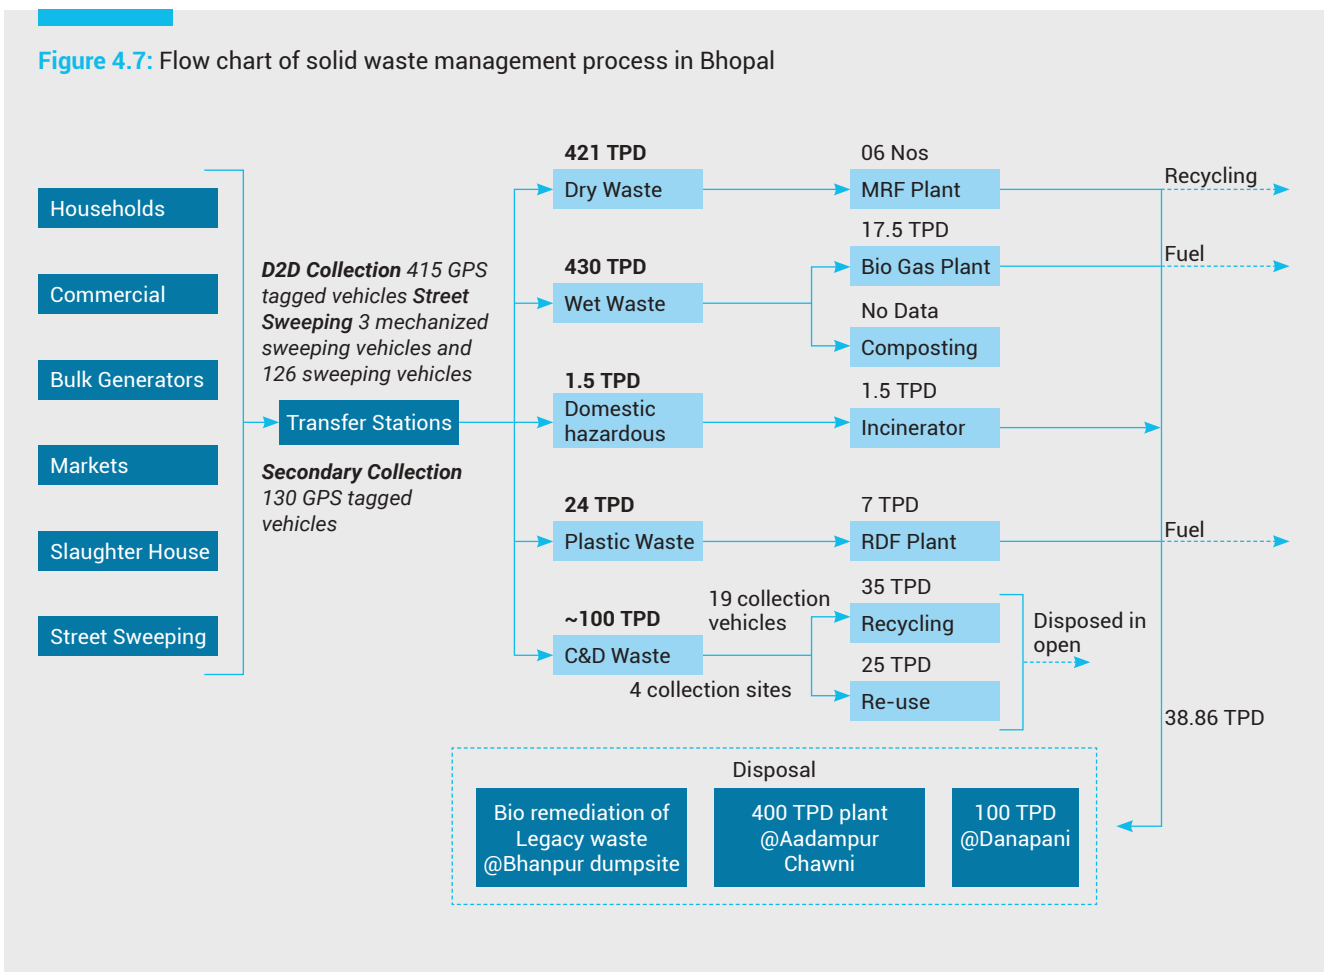 Figure 4.7: Flow chart of solid waste management process in Bhopal
Households
Commercial
Bulk Generators
Markets
Slaughter House
Street Sweeping
D2D Collection 415 GPS
tagged vehicles Street
Sweeping 3 mechanized
sweeping vehicles and
126 sweeping vehicles
Transfer Stations
Secondary Collection
130 GPS tagged
vehicles
421 TPD
Dry Waste
430 TPD
Wet Waste
1.5 TPD
Domestic
hazardous
24 TPD
Plastic Waste
~100 TPD
C&D Waste
19 collection
vehicles
4 collection sites
06 Nos
MRF Plant
17.5 TPD
Bio Gas Plant
No Data
Composting
1.5 TPD
Incinerator
7 TPD
RDF Plant
35 TPD
Recycling
25 TPD
Re-use
Disposed in
open
Recycling
Fuel
Fuel
38.86 TPD
Disposal
Bio remediation of
Legacy waste
@Bhanpur dumpsite
400 TPD plant
@Aadampur
Chawni
100 TPD
@Danapani